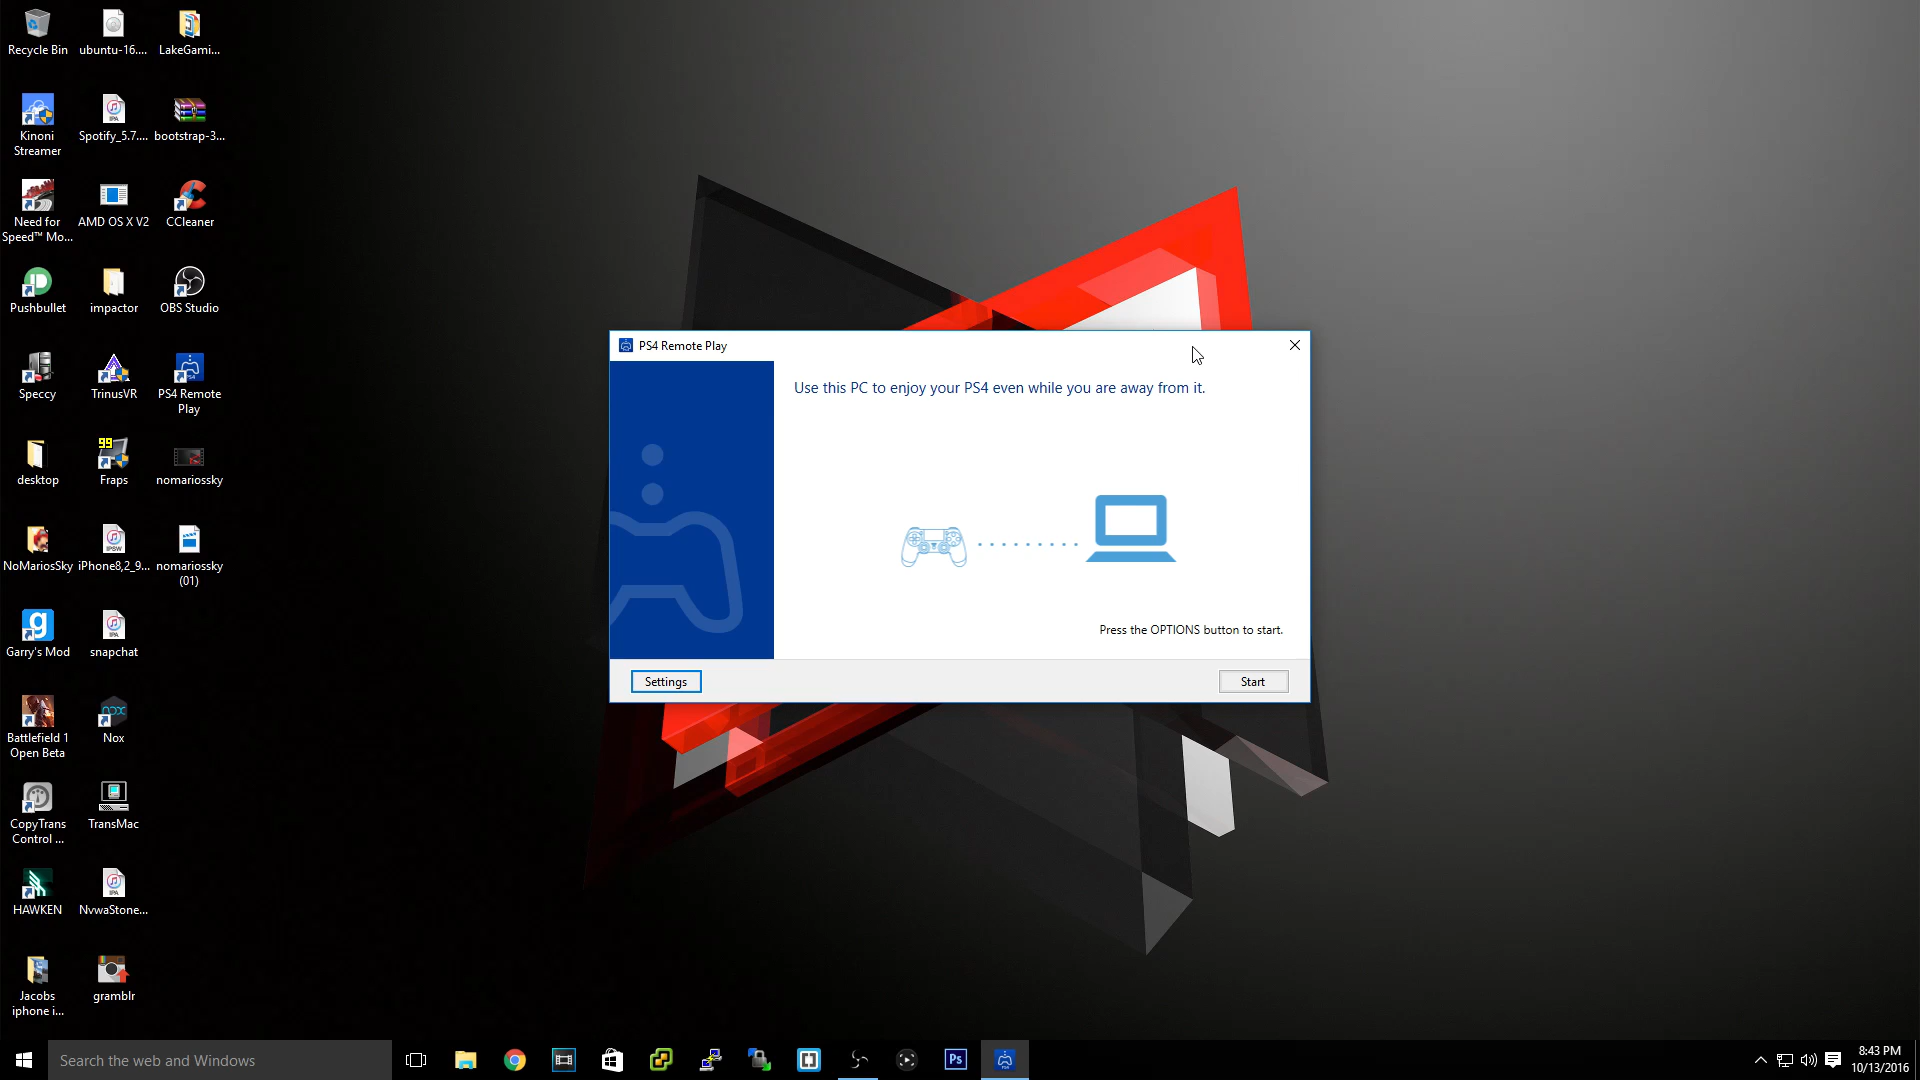 Recycle Bin
ubuntu-16....
LakeGami...
Kinoni
Streamer
Spotify_5.7....
bootstrap-3...
Need for
Speed™ Mo...
AMD OS X V2
CCleaner
Pushbullet
impactor
OBS Studio
Speccy
TrinusVR
PS4 Remote
Play
desktop
99
Fraps
nomariossky
NoMariosSky
iPhone8,2_9...
nomariossky
(01)
Garry's Mod
snapchat
Battlefield 1
Open Beta
Nox
CopyTrans
Control ...
TransMac
HAWKEN
NvwaStone...
Jacobs
iphone i...
gramblr
PS4 Remote Play
Use this PC to enjoy your PS4 even while you are away from it.
Press the OPTIONS button to start.
Settings
Start
Search the web and Windows
Ps
8:43 PM
10/13/2016